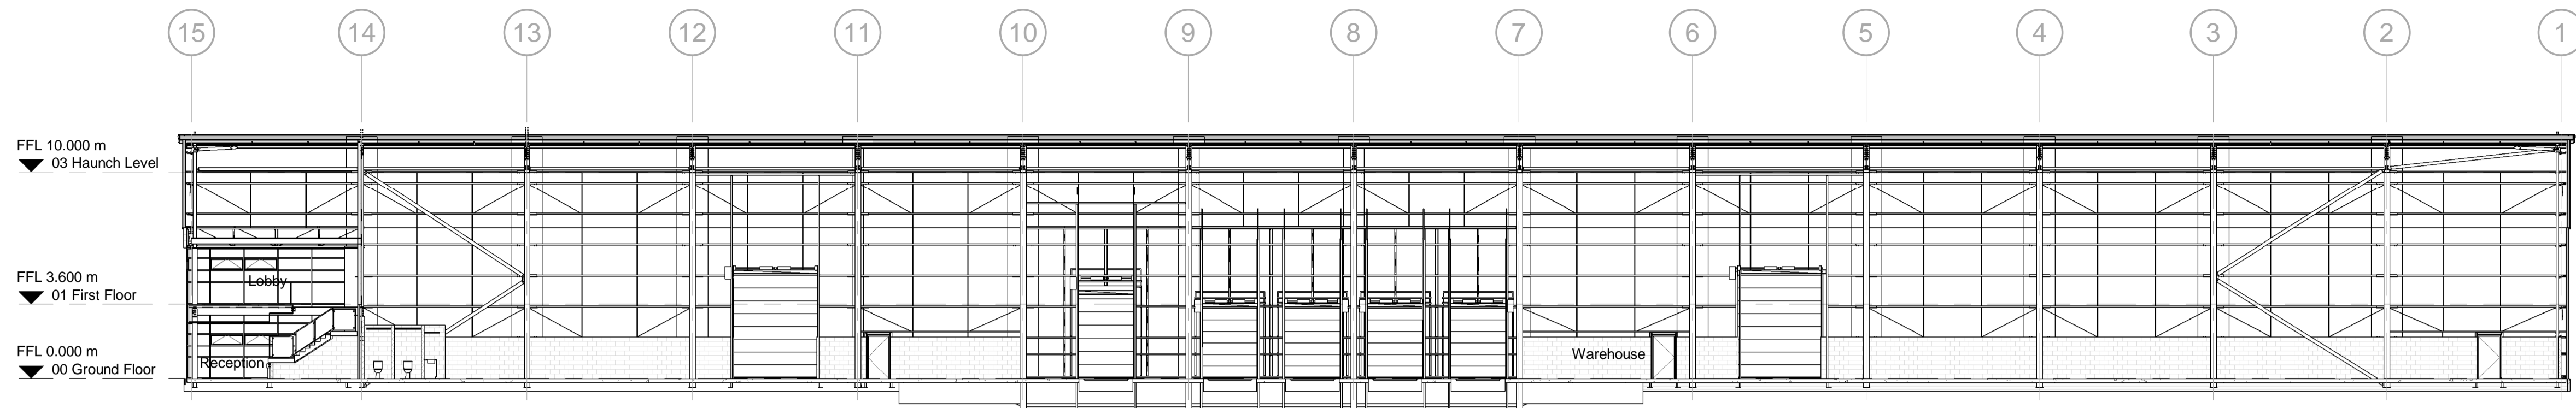 15 14 13 12 11 10 9 8 7 6 5 4 3 2 1
FFL 10.000 m
03 Haunch Level
FFL 3.600 m
01 First Floor
Lobby
FFL 0.000 m
00 Ground Floor
Reception
Warehouse